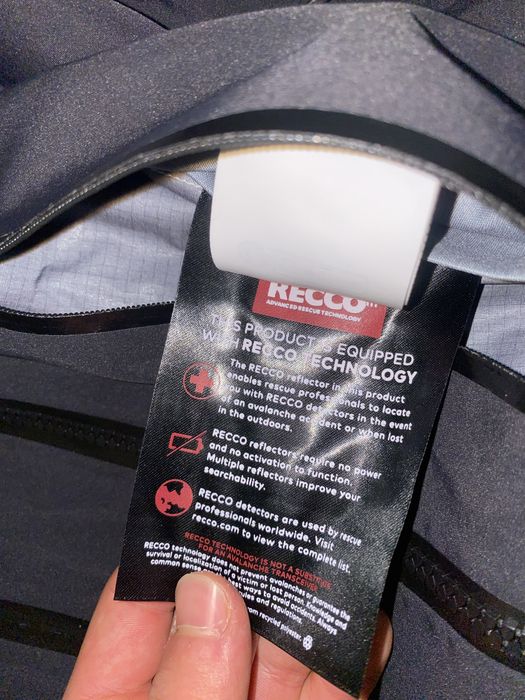 RECCO
ADVANCED RESCUE TECHNOLOGY
THIS PRODUCT IS EQUIPPED
WITH RECCO TECHNOLOGY
The RECCO reflector in this product
enables rescue professionals to locate
you with RECCO detectors in the event
of an avalanche accident or when lost
in the outdoors.
RECCO reflectors require no power
and no activation to function.
Multiple reflectors improve your
searchability.
RECCO detectors are used by rescue
professionals worldwide. Visit
recco.com to view the complete list.
RECCO TECHNOLOGY IS NOT A SUBSTITUTE
FOR AN AVALANCHE TRANSCEIVER
RECCO technology does not prevent avalanches or guarantee the
survival or localization of a victim or lost person. Knowledge and
common sense best ways to avoid accidents. Always
rules and regulations.
from recycled polyester.